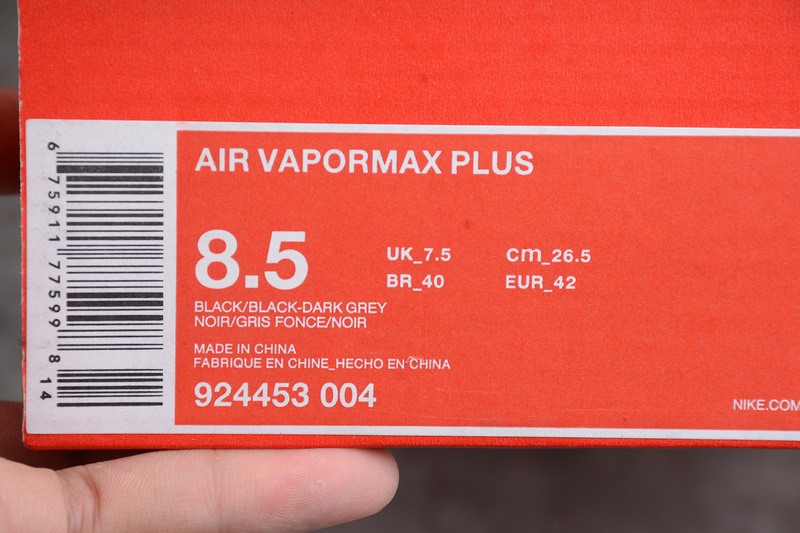 AIR VAPORMAX PLUS
8.5
UK_7.5 cm_26.5
BR_40 EUR_42
BLACK/BLACK-DARK GREY
NOIR/GRIS FONCE/NOIR
MADE IN CHINA
FABRIQUE EN CHINE_HECHO EN CHINA
924453 004
NIKE.COM
6 75911 77599 8 14